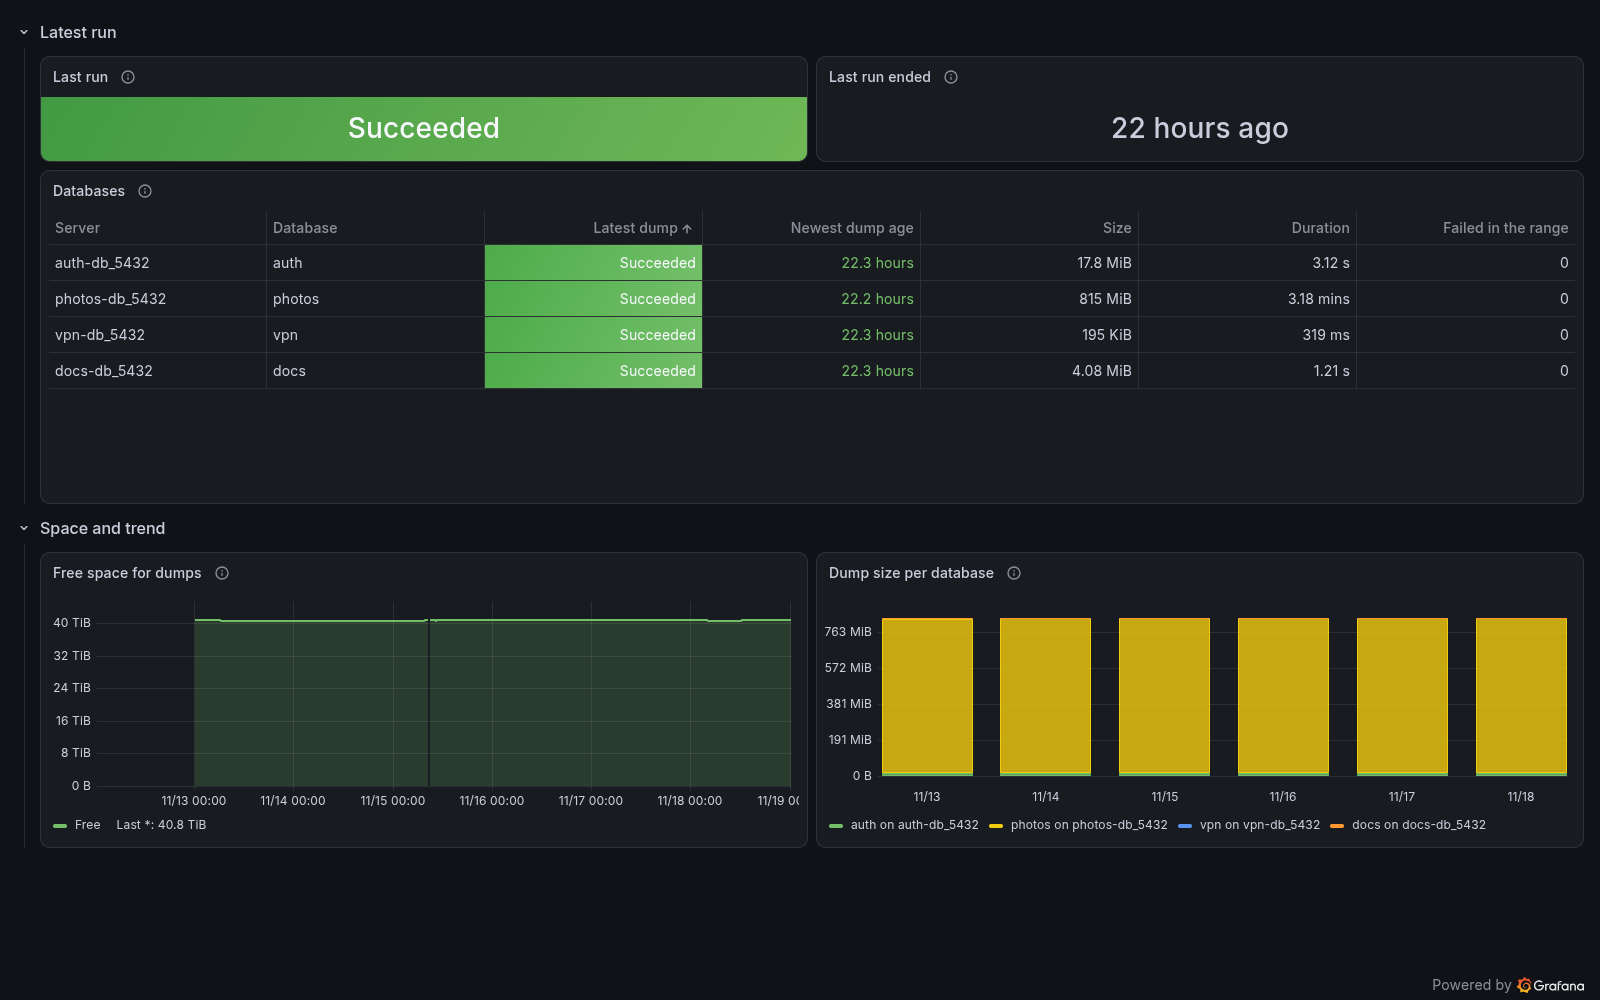 Latest run
Last run
Last run ended
Succeeded
22 hours ago
Databases
Server Database Latest dump ↑ Newest dump age Size Duration Failed in the range
auth-db_5432 auth Succeeded 22.3 hours 17.8 MiB 3.12 s 0
photos-db_5432 photos Succeeded 22.2 hours 815 MiB 3.18 mins 0
vpn-db_5432 vpn Succeeded 22.3 hours 195 KiB 319 ms 0
docs-db_5432 docs Succeeded 22.3 hours 4.08 MiB 1.21 s 0
Space and trend
Free space for dumps
40 TiB
32 TiB
24 TiB
16 TiB
8 TiB
0 B
11/13 00:00 11/14 00:00 11/15 00:00 11/16 00:00 11/17 00:00 11/18 00:00 11/19 0
Free Last *: 40.8 TiB
Dump size per database
763 MiB
572 MiB
381 MiB
191 MiB
0 B
11/13 11/14 11/15 11/16 11/17 11/18
auth on auth-db_5432 photos on photos-db_5432 vpn on vpn-db_5432 docs on docs-db_5432
Powered by Grafana